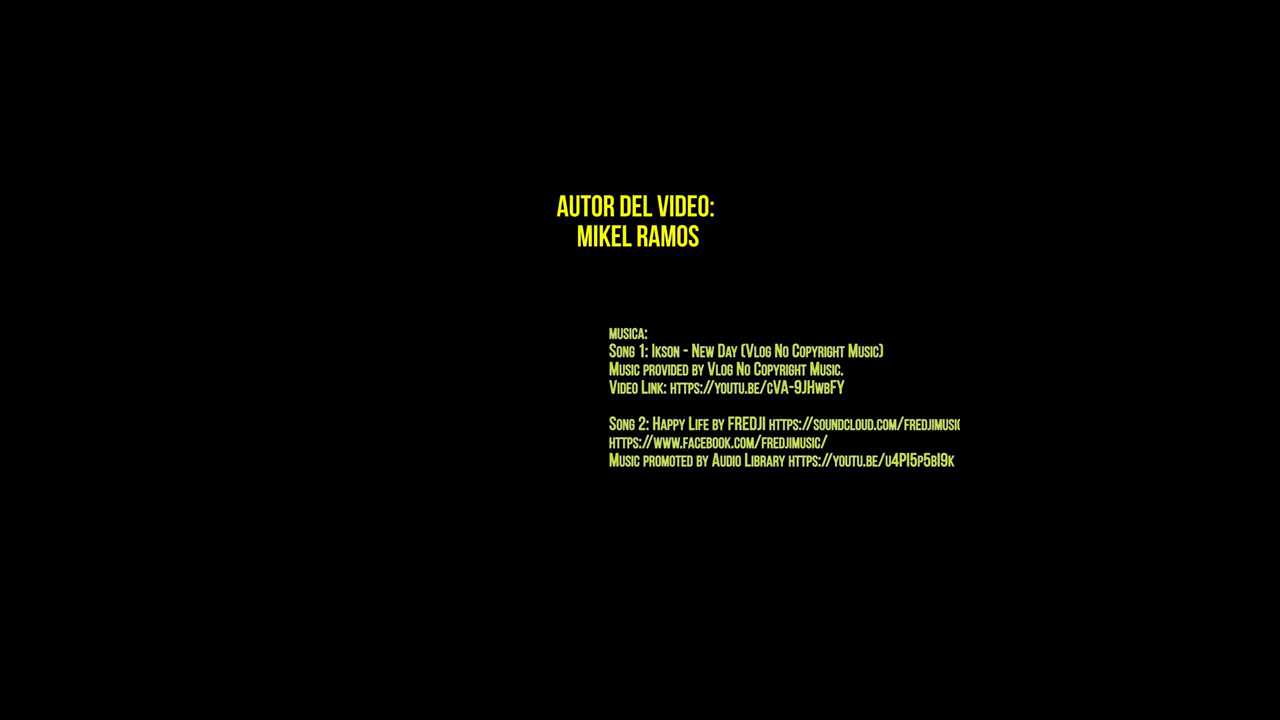 AUTOR DEL VIDEO:
MIKEL RAMOS
MUSICA:
Song 1: Ikson - New Day (Vlog No Copyright Music)
Music provided by Vlog No Copyright Music.
Video Link: https://youtu.be/cVA-9JHwbFY
Song 2: Happy Life by FREDJI https://soundcloud.com/fredjimusic
https://www.facebook.com/fredjimusic/
Music promoted by Audio Library https://youtu.be/u4PI5p5bI9k